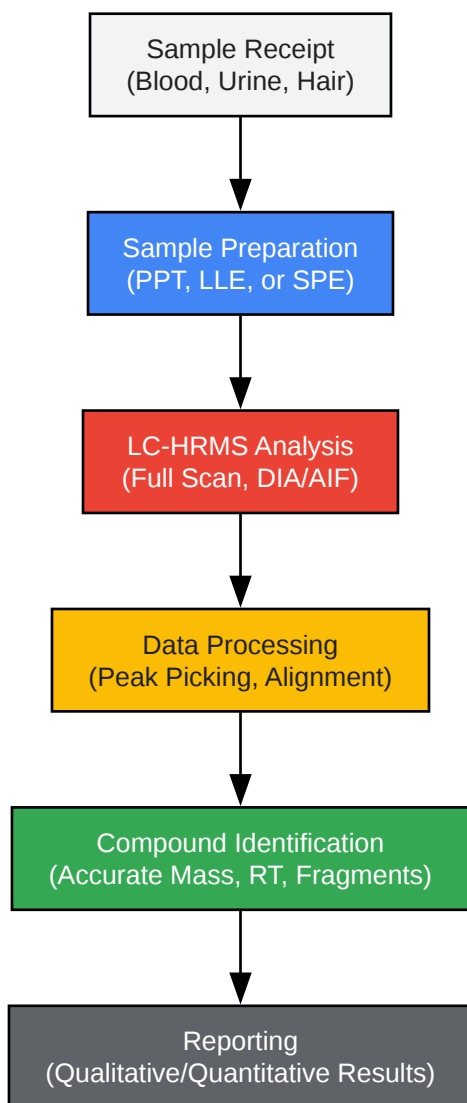 Sample Receipt
(Blood, Urine, Hair)
Sample Preparation
(PPT, LLE, or SPE)
LC-HRMS Analysis
(Full Scan, DIA/AIF)
Data Processing
(Peak Picking, Alignment)
Compound Identification
(Accurate Mass, RT, Fragments)
Reporting
(Qualitative/Quantitative Results)